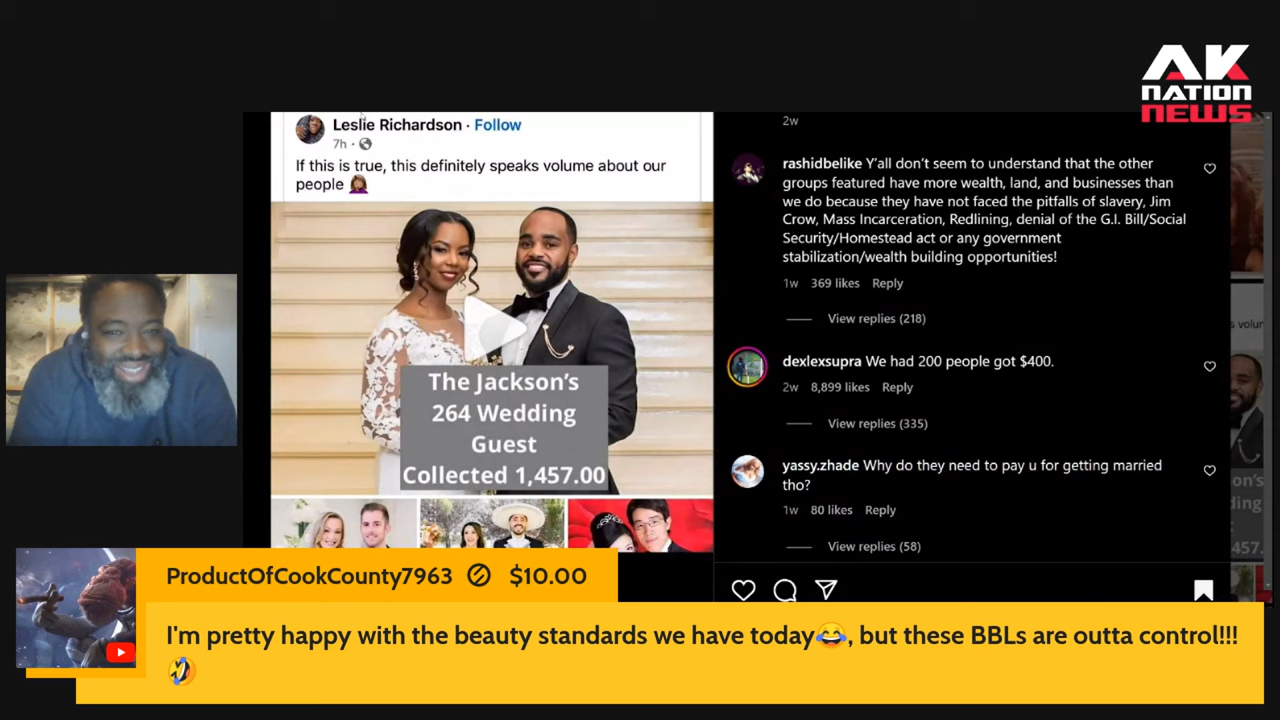 AK
NATION
NEWS
Leslie Richardson · Follow
7h ·
If this is true, this definitely speaks volume about our
people 🤦🏾‍♀️
The Jackson’s
264 Wedding
Guest
Collected 1,457.00
2w
rashidbelike Y'all don't seem to understand that the other
groups featured have more wealth, land, and businesses than
we do because they have not faced the pitfalls of slavery, Jim
Crow, Mass Incarceration, Redlining, denial of the G.I. Bill/Social
Security/Homestead act or any government
stabilization/wealth building opportunities!
1w 369 likes Reply
View replies (218)
dexlexsupra We had 200 people got $400.
2w 8,899 likes Reply
View replies (335)
yassy.zhade Why do they need to pay u for getting married
tho?
1w 80 likes Reply
View replies (58)
ProductOfCookCounty7963 $10.00
I'm pretty happy with the beauty standards we have today😂, but these BBLs are outta control!!!
🤣